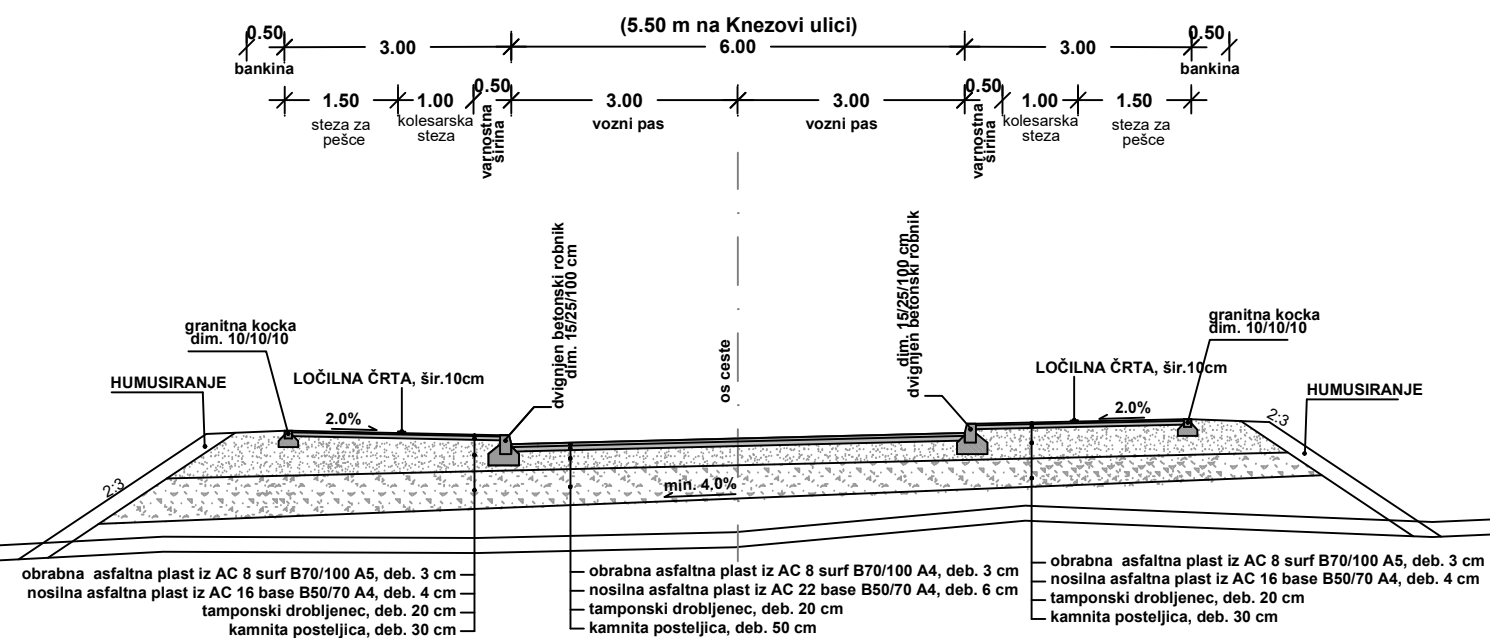 (5.50 m na Knezovi ulici)
0.50 3.00 6.00 3.00 0.50
bankina bankina
1.50 1.00 0.50 3.00 3.00 0.50 1.00 1.50
steza za
pešce
kolesarska
steza
varnostna
širina
vozni pas
vozni pas
varnostna
širina
kolesarska
steza
steza za
pešce
granitna kocka
dim. 10/10/10
HUMUSIRANJE
LOČILNA ČRTA, šir.10cm
2.0%
dvignjen betonski robnik
dim. 15/25/100 cm
os ceste
dim. 15/25/100 cm
dvignjen betonski robnik
granitna kocka
dim. 10/10/10
LOČILNA ČRTA, šir.10cm
2.0%
HUMUSIRANJE
2:3
2:3
min. 4.0%
obrabna asfaltna plast iz AC 8 surf B70/100 A5, deb. 3 cm
nosilna asfaltna plast iz AC 16 base B50/70 A4, deb. 4 cm
tamponski drobljenec, deb. 20 cm
kamnita posteljica, deb. 30 cm
obrabna asfaltna plast iz AC 8 surf B70/100 A4, deb. 3 cm
nosilna asfaltna plast iz AC 22 base B50/70 A4, deb. 6 cm
tamponski drobljenec, deb. 20 cm
kamnita posteljica, deb. 50 cm
obrabna asfaltna plast iz AC 8 surf B70/100 A5, deb. 3 cm
nosilna asfaltna plast iz AC 16 base B50/70 A4, deb. 4 cm
tamponski drobljenec, deb. 20 cm
kamnita posteljica, deb. 30 cm